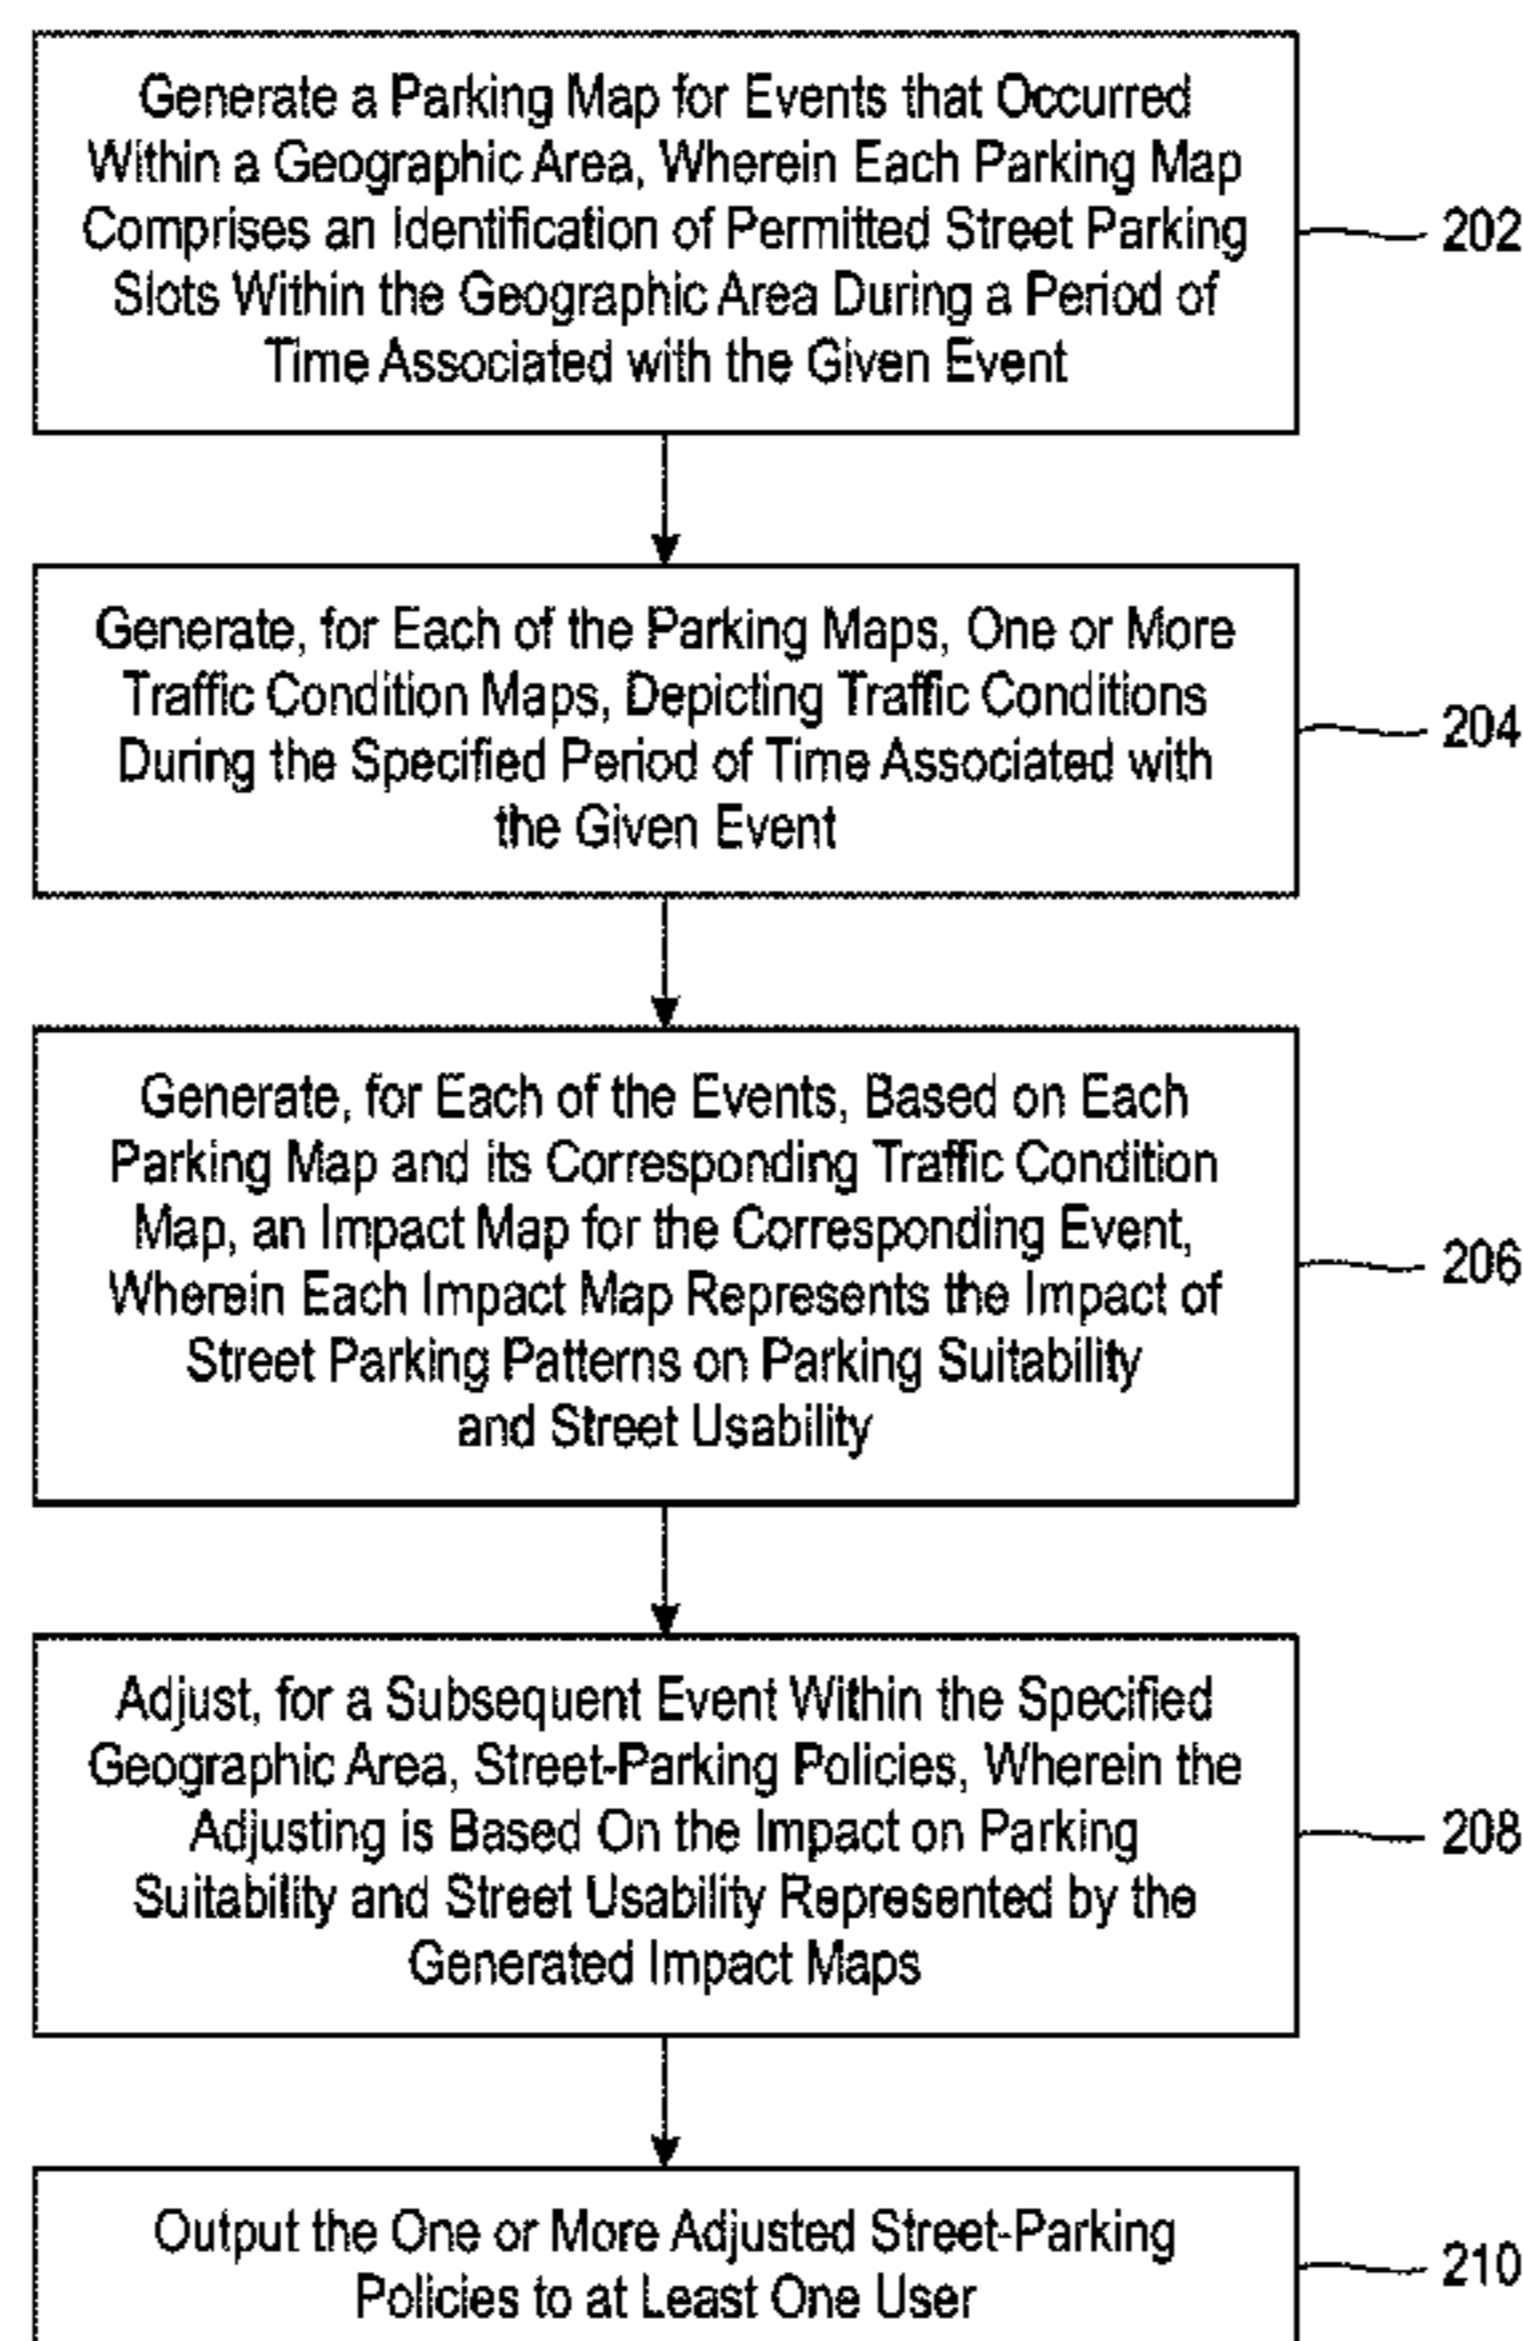 Generate a Parking Map for Events that Occurred
Within a Geographic Area, Wherein Each Parking Map
Comprises an Identification of Permitted Street Parking
Slots Within the Geographic Area During a Period of
Time Associated with the Given Event
202
Generate, for Each of the Parking Maps, One or More
Traffic Condition Maps, Depicting Traffic Conditions
During the Specified Period of Time Associated with
the Given Event
204
Generate, for Each of the Events, Based on Each
Parking Map and its Corresponding Traffic Condition
Map, an Impact Map for the Corresponding Event,
Wherein Each Impact Map Represents the Impact of
Street Parking Patterns on Parking Suitability
and Street Usability
206
Adjust, for a Subsequent Event Within the Specified
Geographic Area, Street-Parking Policies, Wherein the
Adjusting is Based On the Impact on Parking
Suitability and Street Usability Represented by the
Generated Impact Maps
208
Output the One or More Adjusted Street-Parking
Policies to at Least One User
210